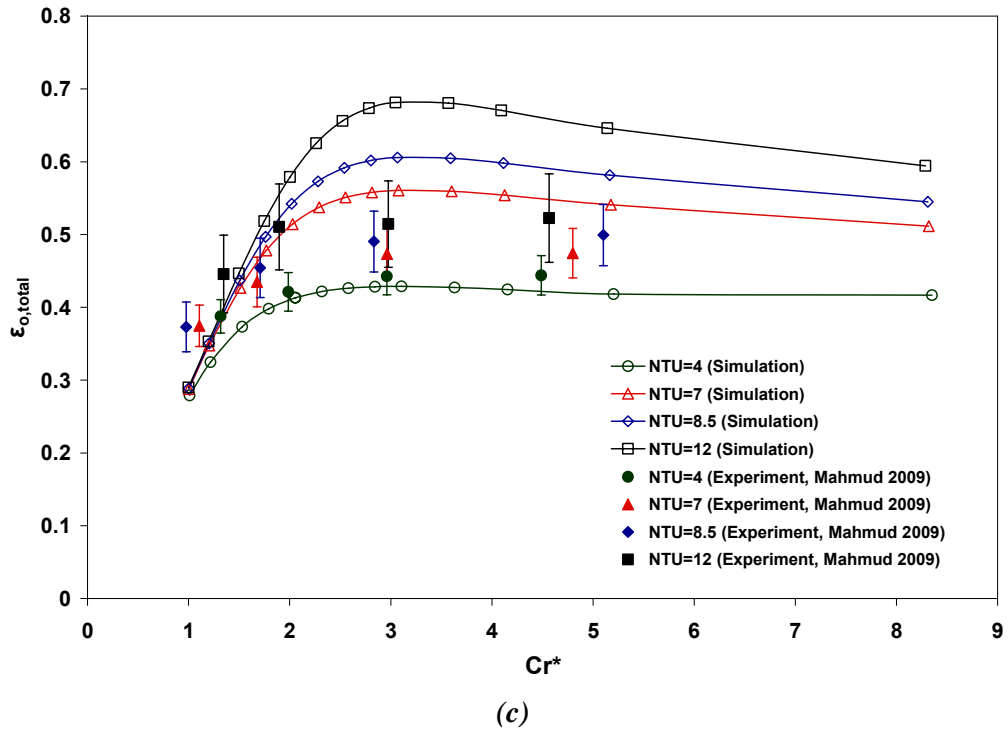 0.8
0.7
0.6
0.5
0.4
0.3
0.2
0.1
0
εo,total
0 1 2 3 4 5 6 7 8 9
Cr*
NTU=4 (Simulation)
NTU=7 (Simulation)
NTU=8.5 (Simulation)
NTU=12 (Simulation)
NTU=4 (Experiment, Mahmud 2009)
NTU=7 (Experiment, Mahmud 2009)
NTU=8.5 (Experiment, Mahmud 2009)
NTU=12 (Experiment, Mahmud 2009)
(c)